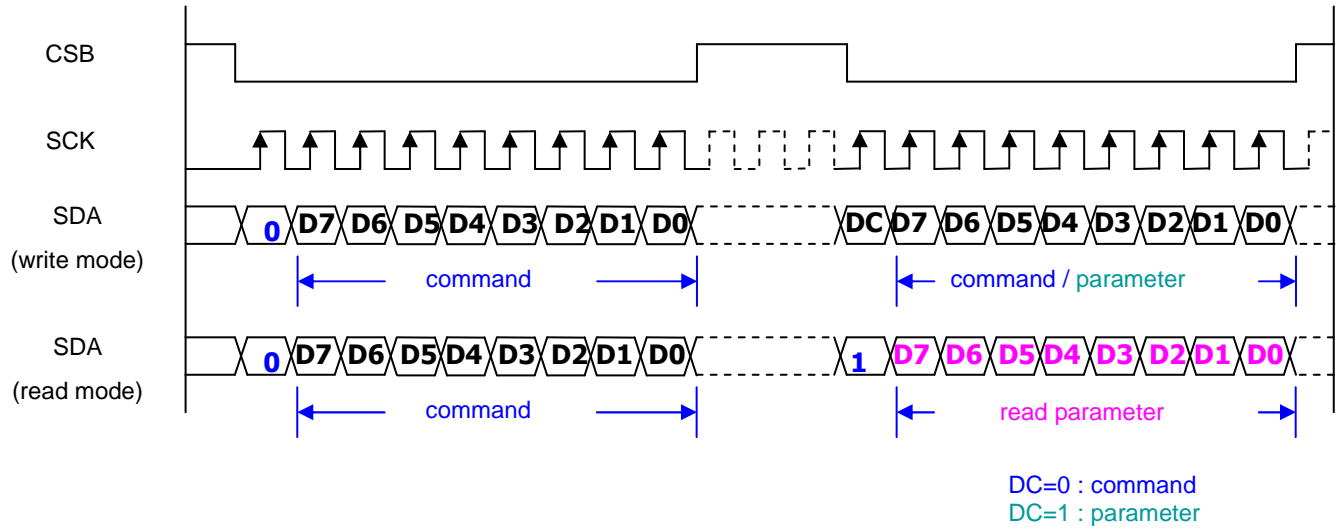 CSB
SCK
SDA
(write mode)
0 D7 D6 D5 D4 D3 D2 D1 D0
DC D7 D6 D5 D4 D3 D2 D1 D0
command
command / parameter
SDA
(read mode)
0 D7 D6 D5 D4 D3 D2 D1 D0
1 D7 D6 D5 D4 D3 D2 D1 D0
command
read parameter
DC=0 : command
DC=1 : parameter